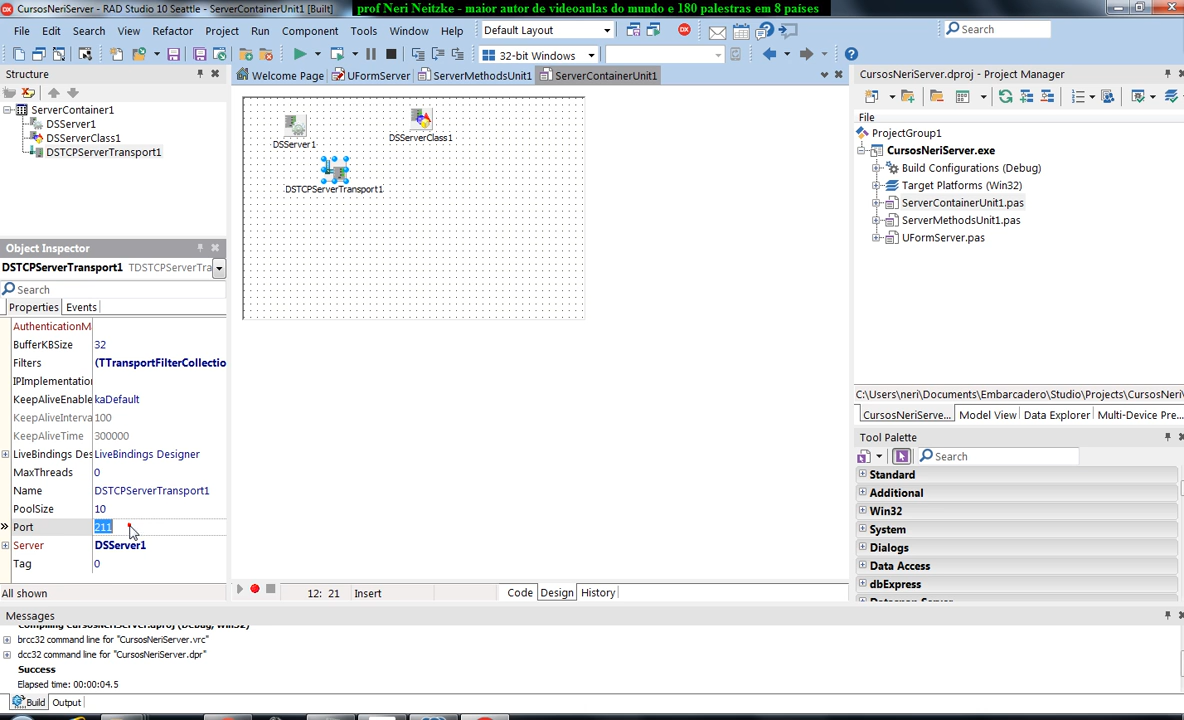 CursosNeriServer - RAD Studio 10 Seattle - ServerContainerUnit1 [Built]
prof Neri Neitzke - maior autor de videoaulas do mundo e 180 palestras em 8 países
File Edit Search View Refactor Project Run Component Tools Window Help
Default Layout
Search
32-bit Windows
Structure
Welcome Page UFormServer ServerMethodsUnit1 ServerContainerUnit1
CursosNeriServer.dproj - Project Manager
ServerContainer1
DSServer1
DSServerClass1
DSTCPServerTransport1
DSServer1
DSServerClass1
DSTCPServerTransport1
File
ProjectGroup1
CursosNeriServer.exe
Build Configurations (Debug)
Target Platforms (Win32)
ServerContainerUnit1.pas
ServerMethodsUnit1.pas
UFormServer.pas
Object Inspector
DSTCPServerTransport1 TDSTCPServerTra
Search
Properties Events
AuthenticationM
BufferKBSize 32
Filters (TTransportFilterCollectio
IPImplementation
KeepAliveEnable kaDefault
KeepAliveInterva 100
KeepAliveTime 300000
LiveBindings Des LiveBindings Designer
MaxThreads 0
Name DSTCPServerTransport1
PoolSize 10
Port 211
Server DSServer1
Tag 0
All shown
C:\Users\neri\Documents\Embarcadero\Studio\Projects\CursosNeri\
CursosNeriServe... Model View Data Explorer Multi-Device Pre...
Tool Palette
Search
Standard
Additional
Win32
System
Dialogs
Data Access
dbExpress
Datasnap Server
12: 21 Insert
Code Design History
Messages
Compiling CursosNeriServer.dproj (Debug, Win32)
brcc32 command line for "CursosNeriServer.vrc"
dcc32 command line for "CursosNeriServer.dpr"
Success
Elapsed time: 00:00:04.5
Build Output